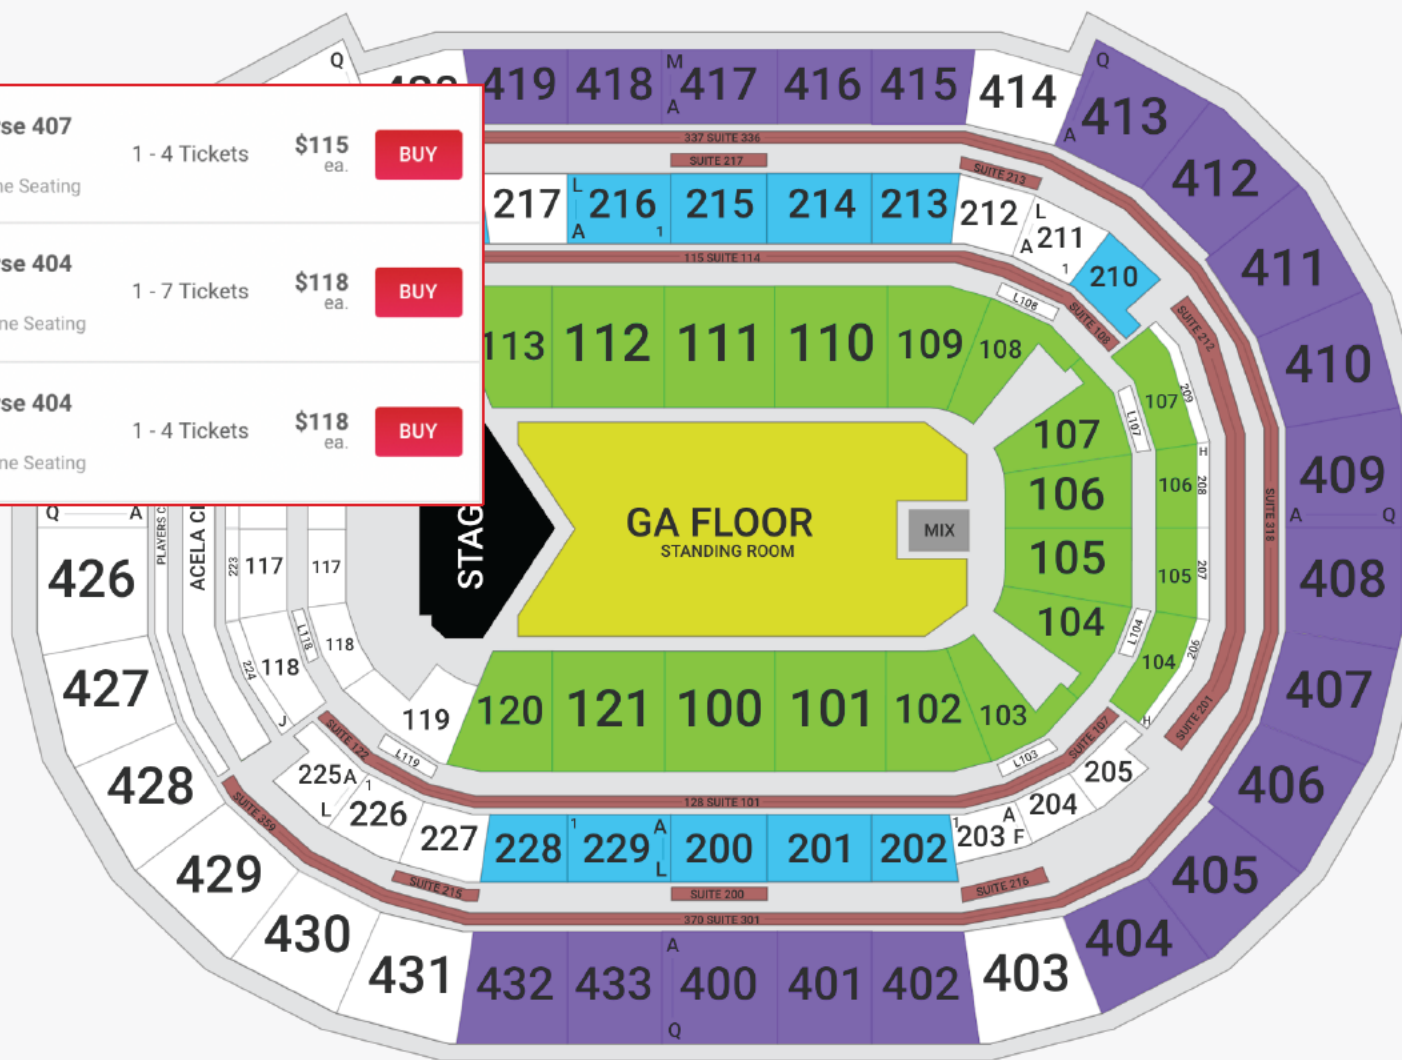 Q
419 418 M 417 416 415 414
A
Q
413
A
412
411
410
409
A Q
408
407
406
405
404
403
337 SUITE 336
SUITE 217
SUITE 213
217 L 216 215 214 213 212 L 211
A 1 A 1
210
115 SUITE 114
L108
SUITE 108
SUITE 212
113 112 111 110 109 108
107
106
105
104
L107
L104
107
106
105
104
209
H
208
207
206
H
SUITE 318
SUITE 201
407
1 - 4 Tickets
$115
ea.
BUY
Seating
404
1 - 7 Tickets
$118
ea.
BUY
Seating
404
1 - 4 Tickets
$118
ea.
BUY
Seating
GA FLOOR
STANDING ROOM
MIX
Q A
426
427
428
429
430
431
PLAYERS
ACELA
223 117 117
L118
224 118 118
J
119
L119
SUITE 122
SUITE 359
120 121 100 101 102 103
L103
SUITE 107
128 SUITE 101
225 A 1
L 226
227
228 1 229 A 200 201 202 1 203 A 204 205
L F
SUITE 215
SUITE 200
SUITE 216
370 SUITE 301
432 433 A 400 401 402
Q